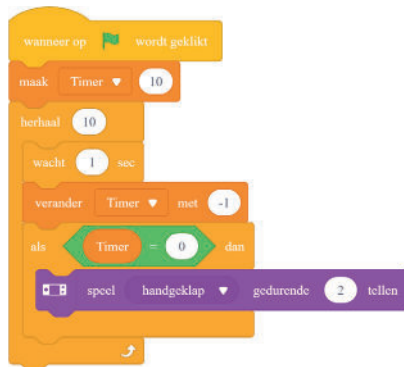 wanneer op wordt geklikt
maak Timer 10
herhaal 10
wacht 1 sec
verander Timer met -1
als Timer = 0 dan
speel handgeklap gedurende 2 tellen